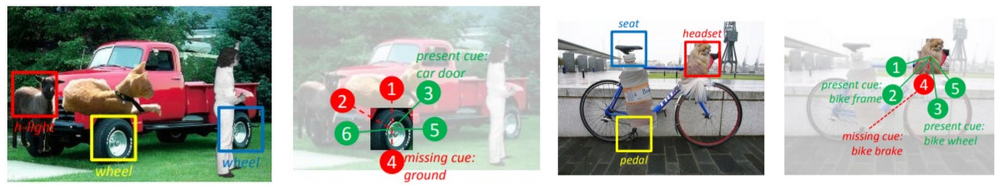 h-light
wheel
wheel
present cue:
car door
1
2
3
6
5
4
missing cue:
ground
seat
headset
TREK
pedal
1
present cue:
bike frame
2
4
5
3
missing cue:
bike brake
present cue:
bike wheel